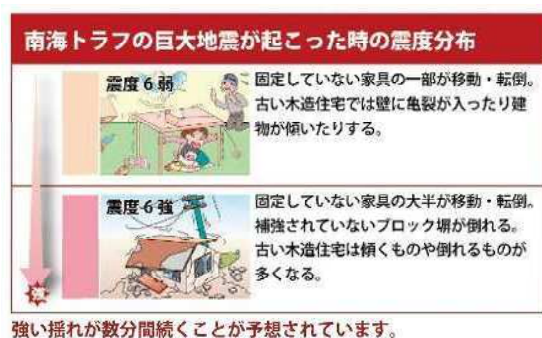 南海トラフの巨大地震が起こった時の震度分布
震度6弱
固定していない家具の一部が移動・転倒。
古い木造住宅では壁に亀裂が入ったり建
物が傾いたりする。
震度6強
固定していない家具の大半が移動・転倒。
補強されていないブロック塀が倒れる。
古い木造住宅は傾くものや倒れるものが
多くなる。
強
強い揺れが数分間続くことが予想されています。